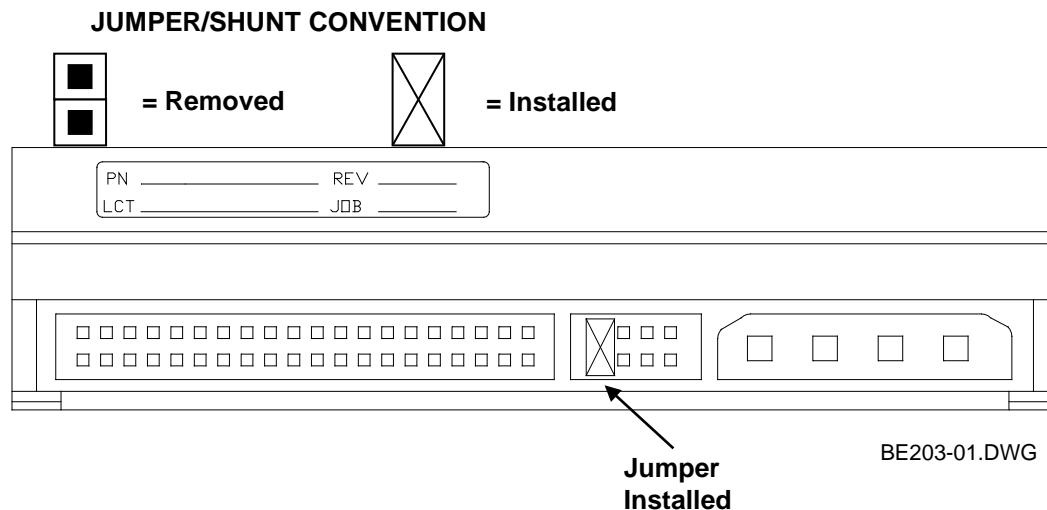 JUMPER/SHUNT CONVENTION
= Removed
= Installed
PN REV
LCT JOB
BE203-01.DWG
Jumper
Installed